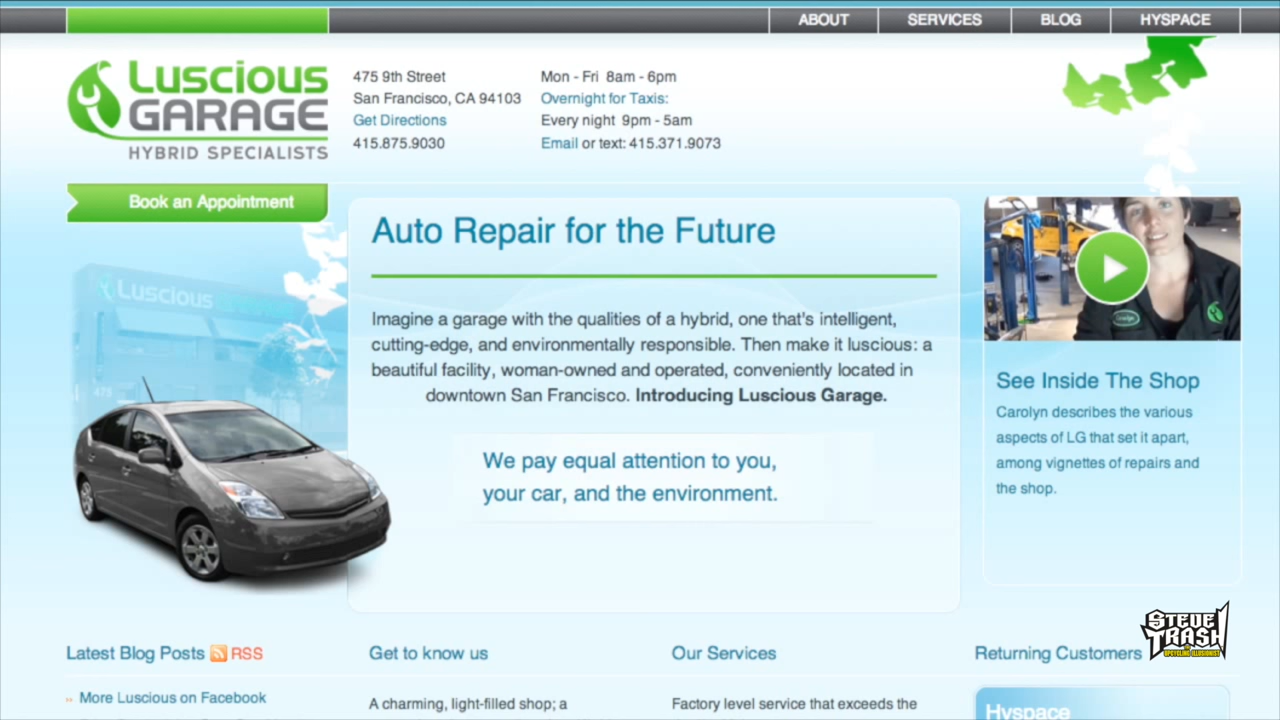 ABOUT SERVICES BLOG HYSPACE
Luscious
GARAGE
HYBRID SPECIALISTS
475 9th Street
San Francisco, CA 94103
Get Directions
415.875.9030
Mon - Fri 8am - 6pm
Overnight for Taxis:
Every night 9pm - 5am
Email or text: 415.371.9073
Book an Appointment
Luscious
475
Auto Repair for the Future
Imagine a garage with the qualities of a hybrid, one that's intelligent,
cutting-edge, and environmentally responsible. Then make it luscious: a
beautiful facility, woman-owned and operated, conveniently located in
downtown San Francisco. Introducing Luscious Garage.
We pay equal attention to you,
your car, and the environment.
See Inside The Shop
Carolyn describes the various
aspects of LG that set it apart,
among vignettes of repairs and
the shop.
STEVE
TRASH
UPCYCLING ILLUSIONIST
Latest Blog Posts RSS
More Luscious on Facebook
Get to know us
A charming, light-filled shop; a
Our Services
Factory level service that exceeds the
Returning Customers
Hyspace